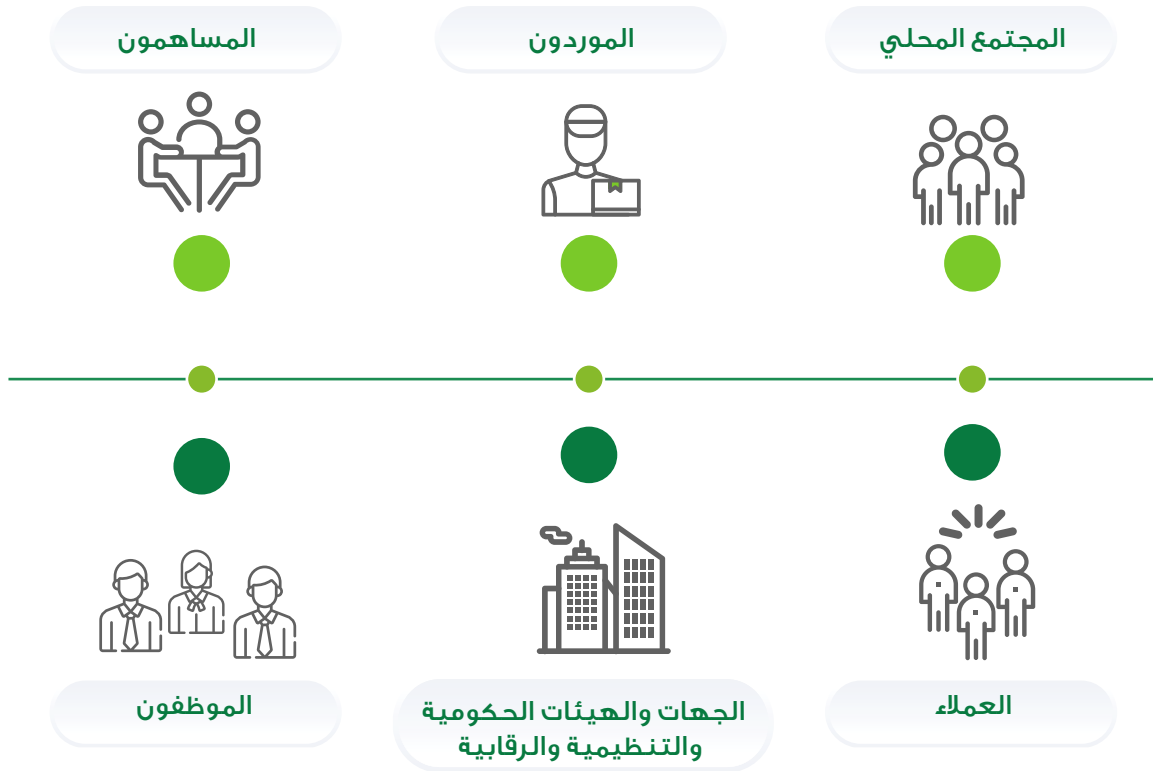 المجتمع المحلي
الموردون
المساهمون
العملاء
الجهات والهيئات الحكومية
والتنظيمية والرقابية
الموظفون